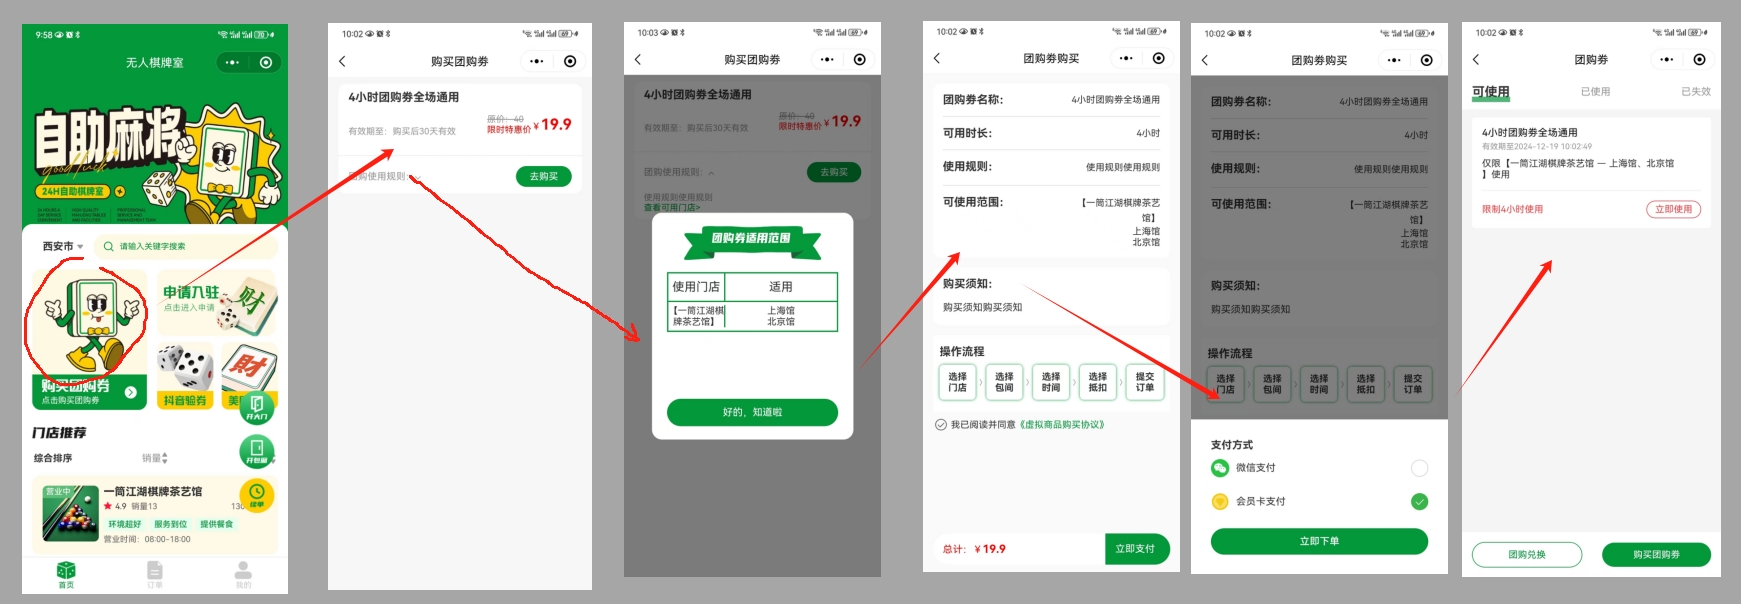 9:58
70
无人棋牌室
自助麻将
Good luck
24H自助棋牌室
西安市
请输入关键字搜索
申请入驻
点击进入申请
财
购买团购券
点击购买团购券
抖音验券
财
美
开大门
门店推荐
综合排序
销量
开包厢
营业中
一筒江湖棋牌茶艺馆
4.9 销量13
130
续单
环境超好
服务到位
提供餐食
营业时间：08:00-18:00
首页
订单
我的
10:02
69
购买团购券
4小时团购券全场通用
有效期至：购买后30天有效
原价：40
限时特惠价￥19.9
团购使用规则：
去购买
10:03
69
购买团购券
4小时团购券全场通用
有效期至：购买后30天有效
原价：40
限时特惠价￥19.9
团购使用规则：
去购买
使用规则使用规则
查看可用门店>
团购券适用范围
使用门店
适用
【一筒江湖棋
牌茶艺馆】
上海馆
北京馆
好的，知道啦
10:02
69
团购券购买
团购券名称：
4小时团购券全场通用
可用时长：
4小时
使用规则：
使用规则使用规则
可使用范围：
【一筒江湖棋牌茶艺
馆】
上海馆
北京馆
购买须知：
购买须知购买须知
操作流程
选择
门店
选择
包间
选择
时间
选择
抵扣
提交
订单
我已阅读并同意《虚拟商品购买协议》
总计：￥19.9
立即支付
10:02
69
团购券购买
团购券名称：
4小时团购券全场通用
可用时长：
4小时
使用规则：
使用规则使用规则
可使用范围：
【一筒江湖棋牌茶艺
馆】
上海馆
北京馆
购买须知：
购买须知购买须知
操作流程
选择
门店
选择
包间
选择
时间
选择
抵扣
提交
订单
支付方式
微信支付
会员卡支付
立即下单
10:02
69
团购券
可使用
已使用
已失效
4小时团购券全场通用
有效期至2024-12-19 10:02:49
仅限【一筒江湖棋牌茶艺馆 — 上海馆、北京馆
】使用
限制4小时使用
立即使用
团购兑换
购买团购券